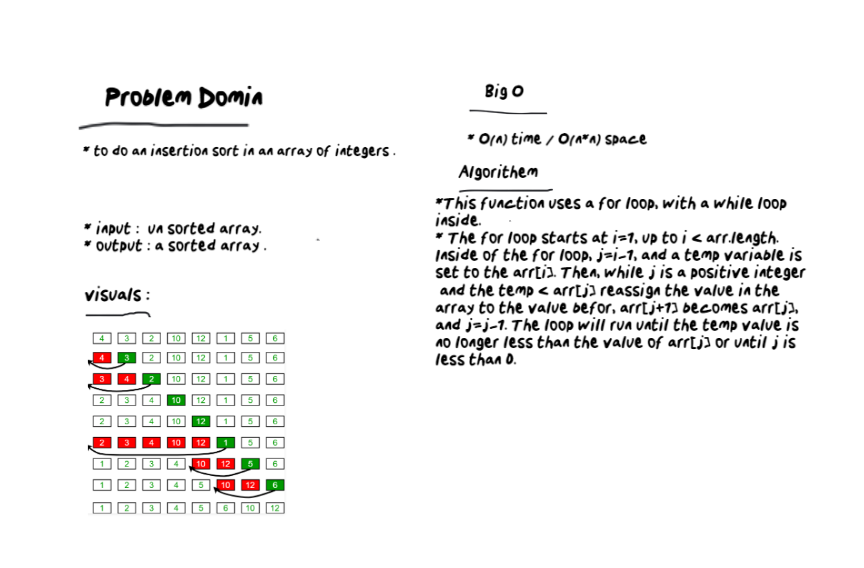 Problem Domin
* to do an insertion sort in an array of integers.
* input : un sorted array.
* output : a sorted array.
visuals :
4 3 2 10 12 1 5 6
4 3 2 10 12 1 5 6
3 4 2 10 12 1 5 6
2 3 4 10 12 1 5 6
2 3 4 10 12 1 5 6
2 3 4 10 12 1 5 6
1 2 3 4 10 12 5 6
1 2 3 4 5 10 12 6
1 2 3 4 5 6 10 12
Big O
* O(n) time / O(n*n) space
Algorithem
*This function uses a for loop, with a while loop
inside.
* The for loop starts at i=1, up to i < arr.length.
Inside of the for loop, j=i-1, and a temp variable is
set to the arr[i]. Then, while j is a positive integer
and the temp < arr[j] reassign the value in the
array to the value befor, arr[j+1] becomes arr[j],
and j=j-1. The loop will run until the temp value is
no longer less than the value of arr[j] or until j is
less than 0.